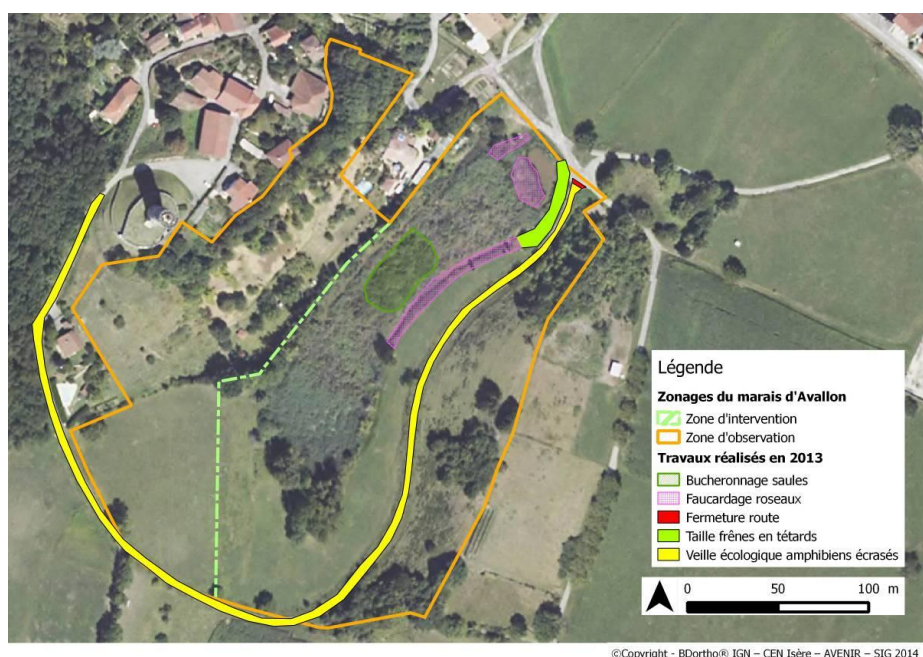 Légende
Zonages du marais d'Avallon
Zone d'intervention
Zone d'observation
Travaux réalisés en 2013
Bucheronnage saules
Faucardage roseaux
Fermeture route
Taille frênes en tétards
Veille écologique amphibiens écrasés
0 50 100 m
©Copyright - BDortho® IGN – CEN Isère – AVENIR – SIG 2014